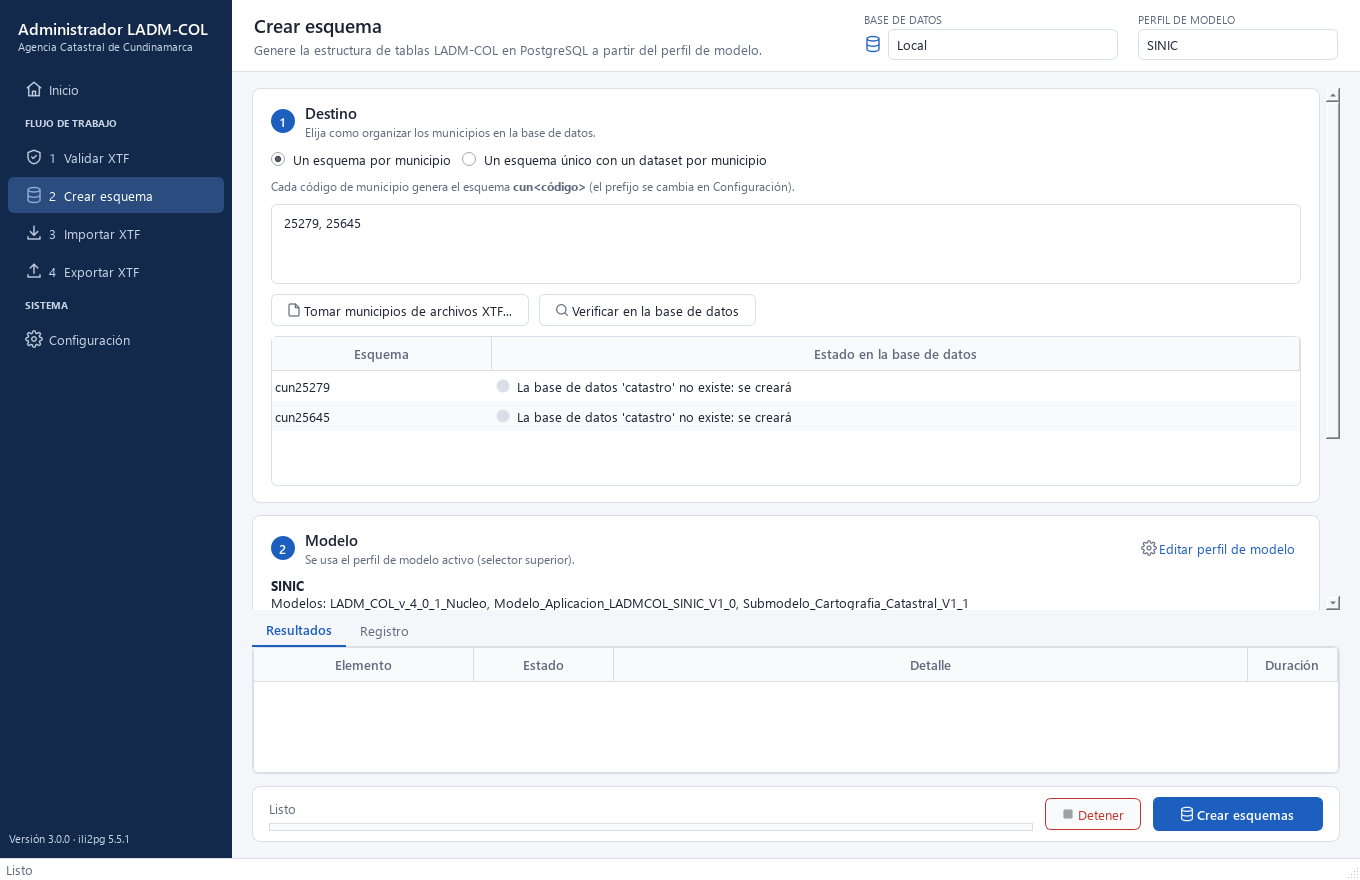 Administrador LADM-COL
Agencia Catastral de Cundinamarca
Inicio
FLUJO DE TRABAJO
1 Validar XTF
2 Crear esquema
3 Importar XTF
4 Exportar XTF
SISTEMA
Configuración
Versión 3.0.0 · ili2pg 5.5.1
Crear esquema
Genere la estructura de tablas LADM-COL en PostgreSQL a partir del perfil de modelo.
BASE DE DATOS
Local
PERFIL DE MODELO
SINIC
1 Destino
Elija como organizar los municipios en la base de datos.
Un esquema por municipio Un esquema único con un dataset por municipio
Cada código de municipio genera el esquema cun<código> (el prefijo se cambia en Configuración).
25279, 25645
Tomar municipios de archivos XTF... Verificar en la base de datos
Esquema Estado en la base de datos
cun25279 La base de datos 'catastro' no existe: se creará
cun25645 La base de datos 'catastro' no existe: se creará
2 Modelo
Se usa el perfil de modelo activo (selector superior).
Editar perfil de modelo
SINIC
Modelos: LADM_COL_v_4_0_1_Nucleo, Modelo_Aplicacion_LADMCOL_SINIC_V1_0, Submodelo_Cartografia_Catastral_V1_1
Resultados Registro
Elemento Estado Detalle Duración
Listo
Detener Crear esquemas
Listo